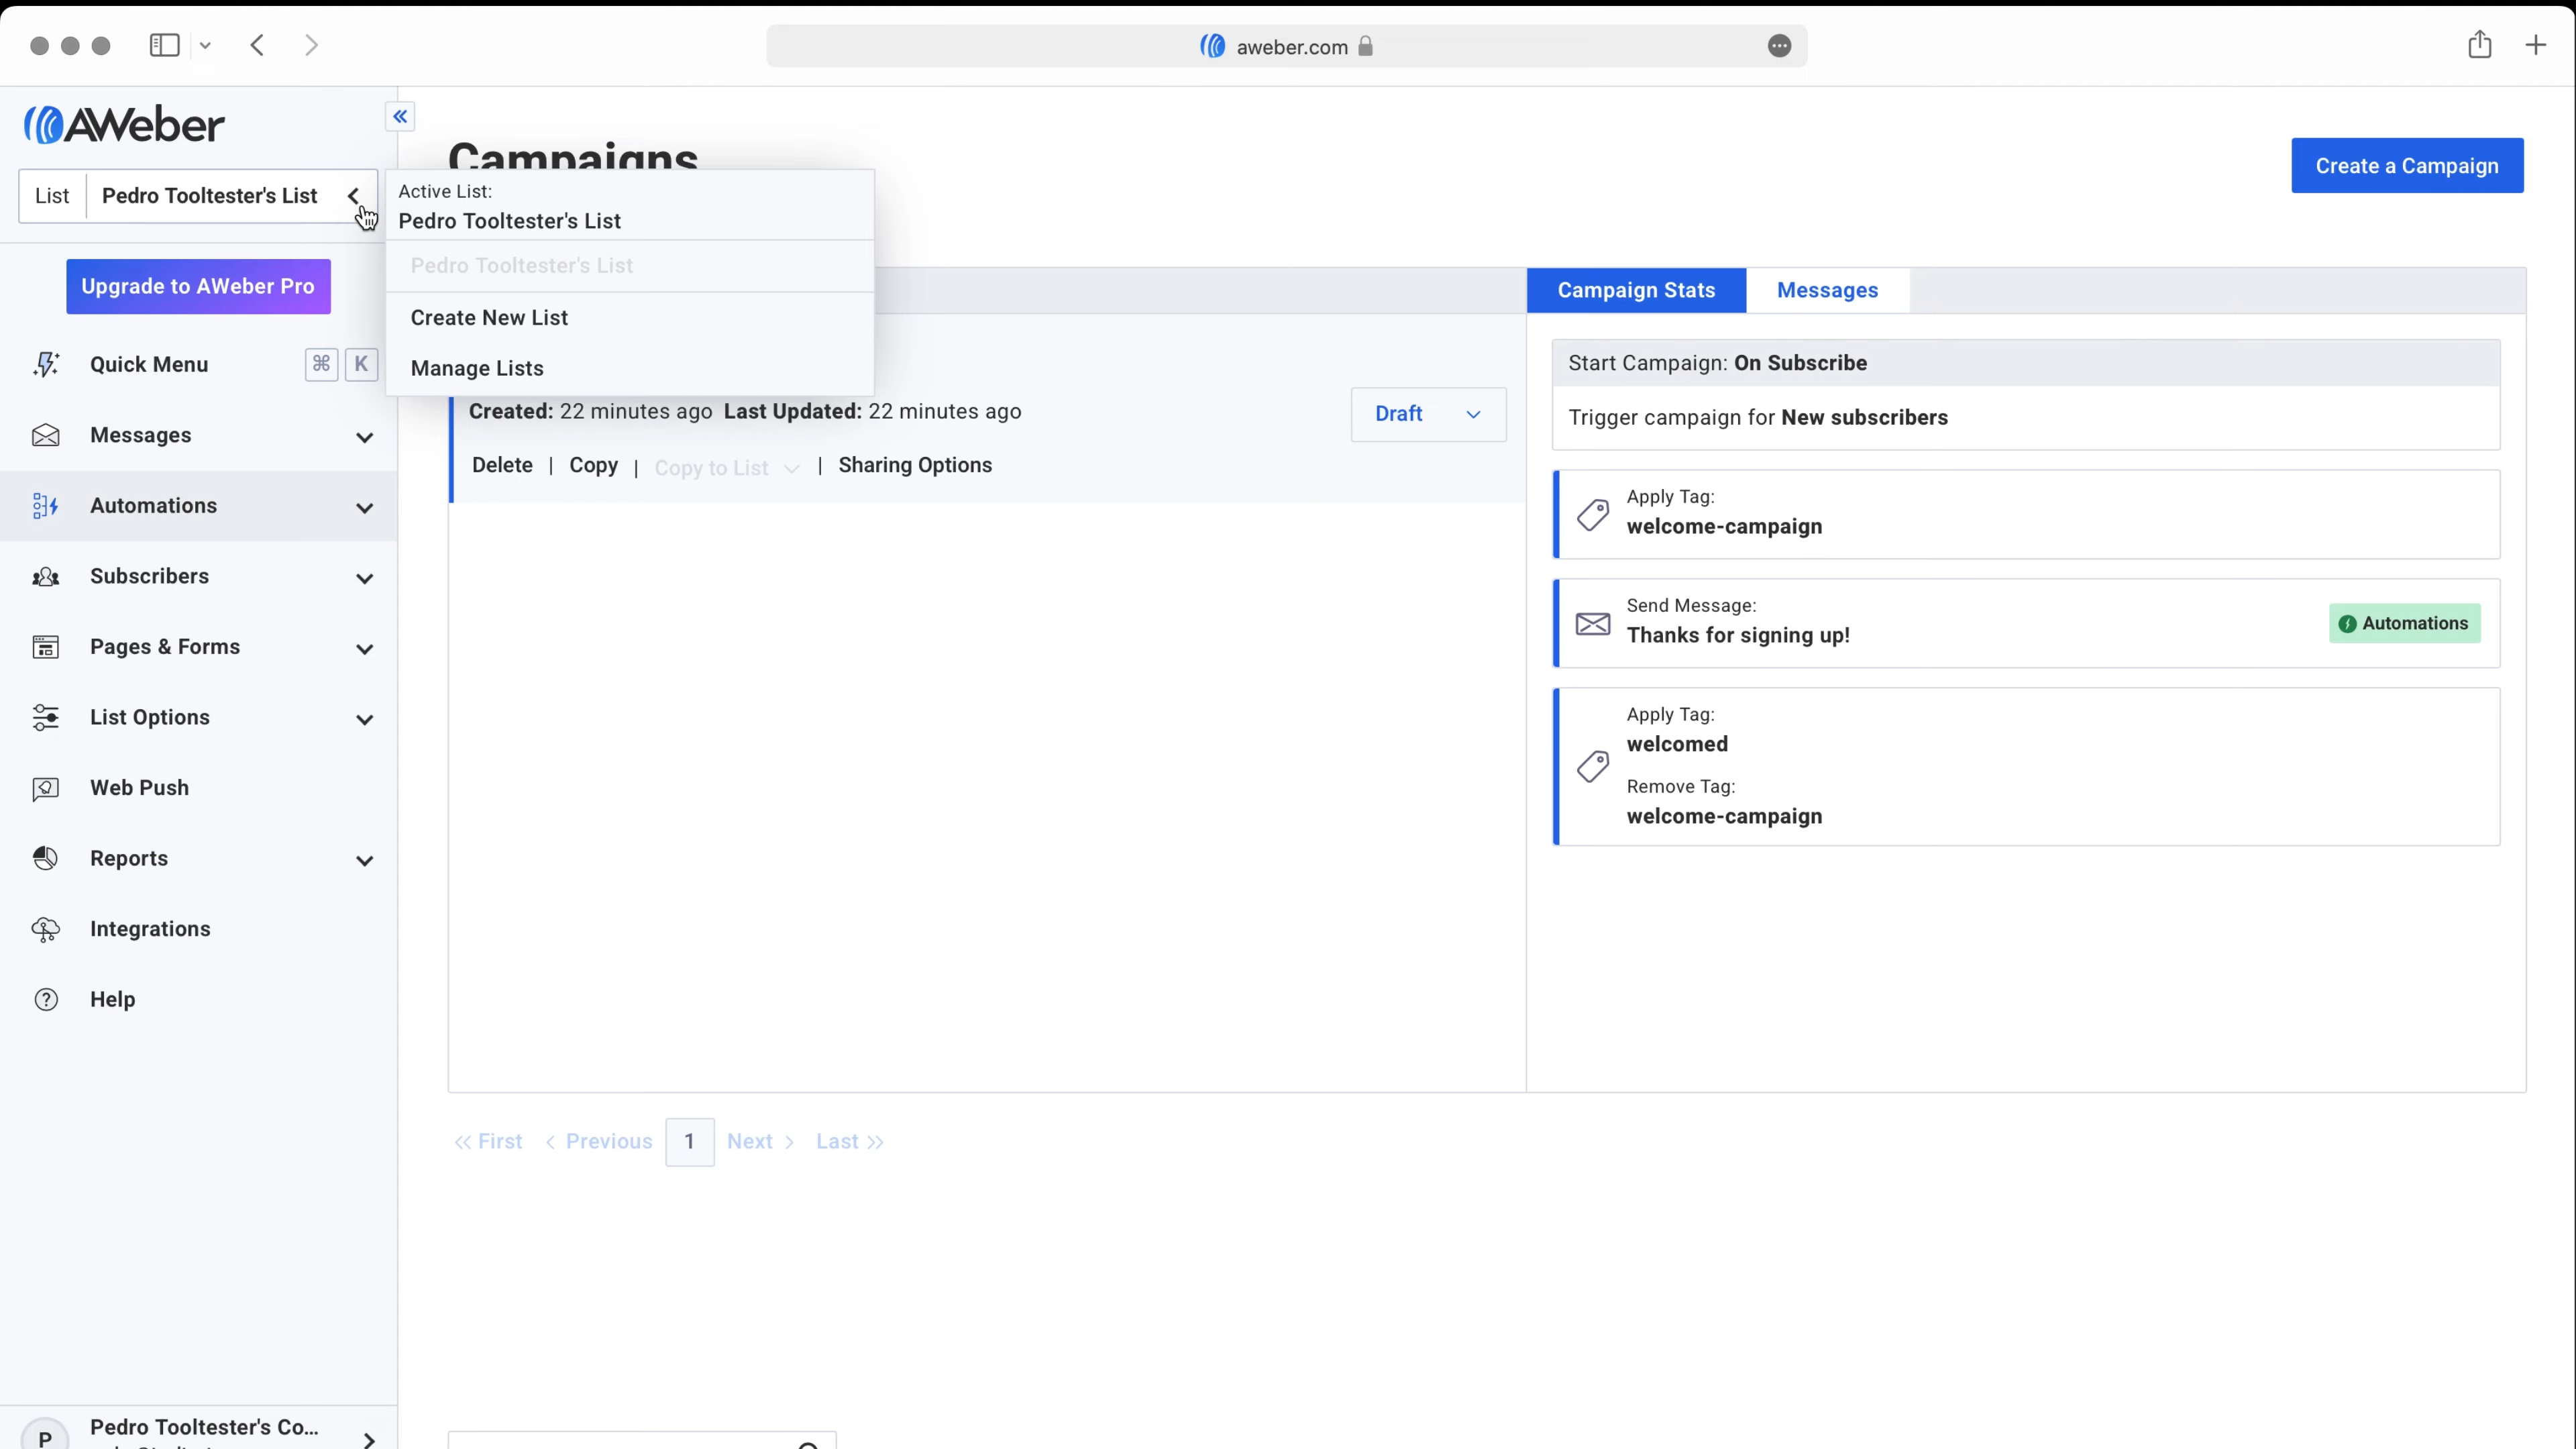 aweber.com
AWeber
List Pedro Tooltester's List
Upgrade to AWeber Pro
Quick Menu ⌘ K
Messages
Automations
Subscribers
Pages & Forms
List Options
Web Push
Reports
Integrations
Help
P Pedro Tooltester's Co...
Campaigns
Create a Campaign
Active List:
Pedro Tooltester's List
Pedro Tooltester's List
Create New List
Manage Lists
Created: 22 minutes ago Last Updated: 22 minutes ago
Draft
Delete | Copy | Copy to List | Sharing Options
Campaign Stats Messages
Start Campaign: On Subscribe
Trigger campaign for New subscribers
Apply Tag:
welcome-campaign
Send Message:
Thanks for signing up!
Automations
Apply Tag:
welcomed
Remove Tag:
welcome-campaign
« First < Previous 1 Next > Last »